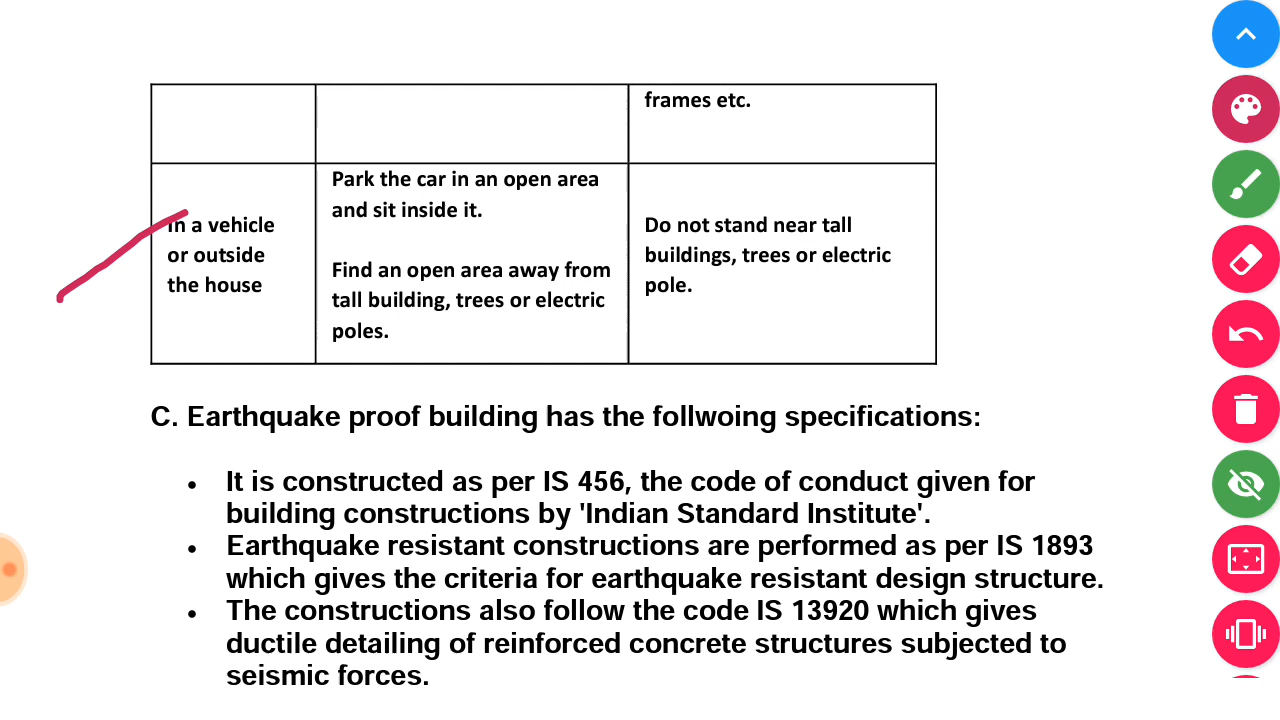 frames etc.
Park the car in an open area
and sit inside it.
In a vehicle
or outside
the house
Find an open area away from
tall building, trees or electric
poles.
Do not stand near tall
buildings, trees or electric
pole.
C. Earthquake proof building has the follwoing specifications:
• It is constructed as per IS 456, the code of conduct given for
building constructions by 'Indian Standard Institute'.
• Earthquake resistant constructions are performed as per IS 1893
which gives the criteria for earthquake resistant design structure.
• The constructions also follow the code IS 13920 which gives
ductile detailing of reinforced concrete structures subjected to
seismic forces.